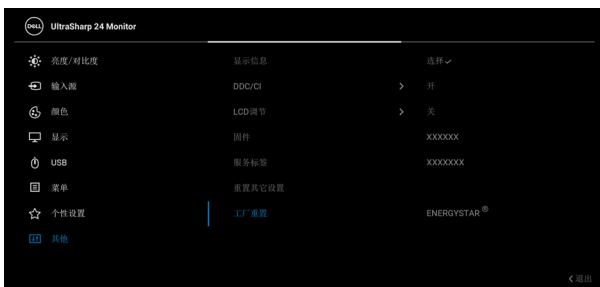 DELL UltraSharp 24 Monitor
亮度/对比度 显示信息 选择
输入源 DDC/CI 开
颜色 LCD调节 关
显示 固件 XXXXXX
USB 服务标签 XXXXXXX
菜单 重置其它设置
个性设置 工厂重置 ENERGYSTAR ®
其他
退出